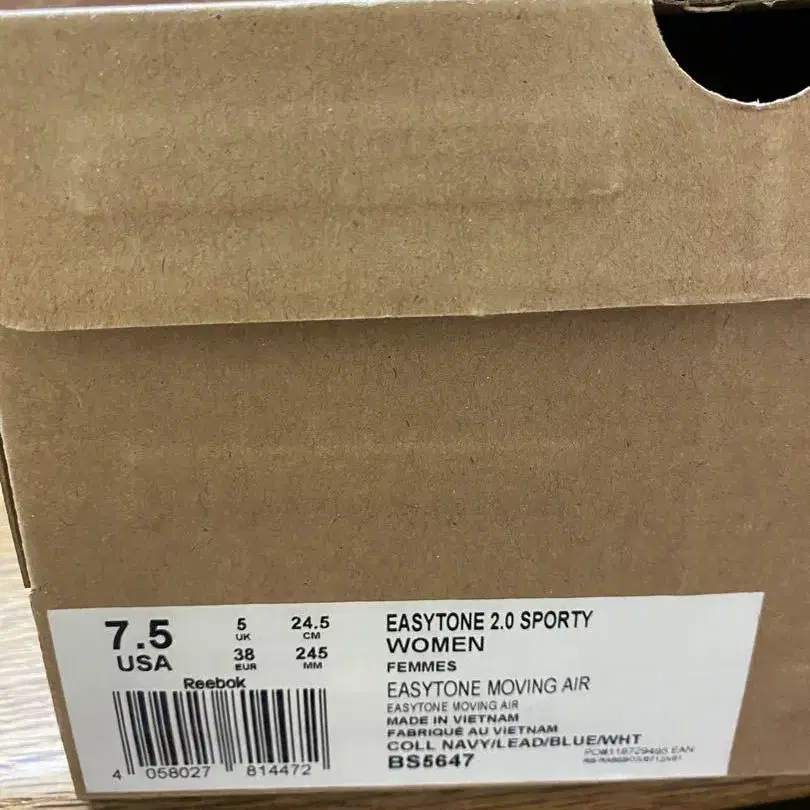 7.5
USA
5
UK
24.5
CM
38
EUR
245
MM
Reebok
4 058027 814472
EASYTONE 2.0 SPORTY
WOMEN
FEMMES
EASYTONE MOVING AIR
EASYTONE MOVING AIR
MADE IN VIETNAM
FABRIQUÉ AU VIETNAM
COLL NAVY/LEAD/BLUE/WHT
BS5647
EAN